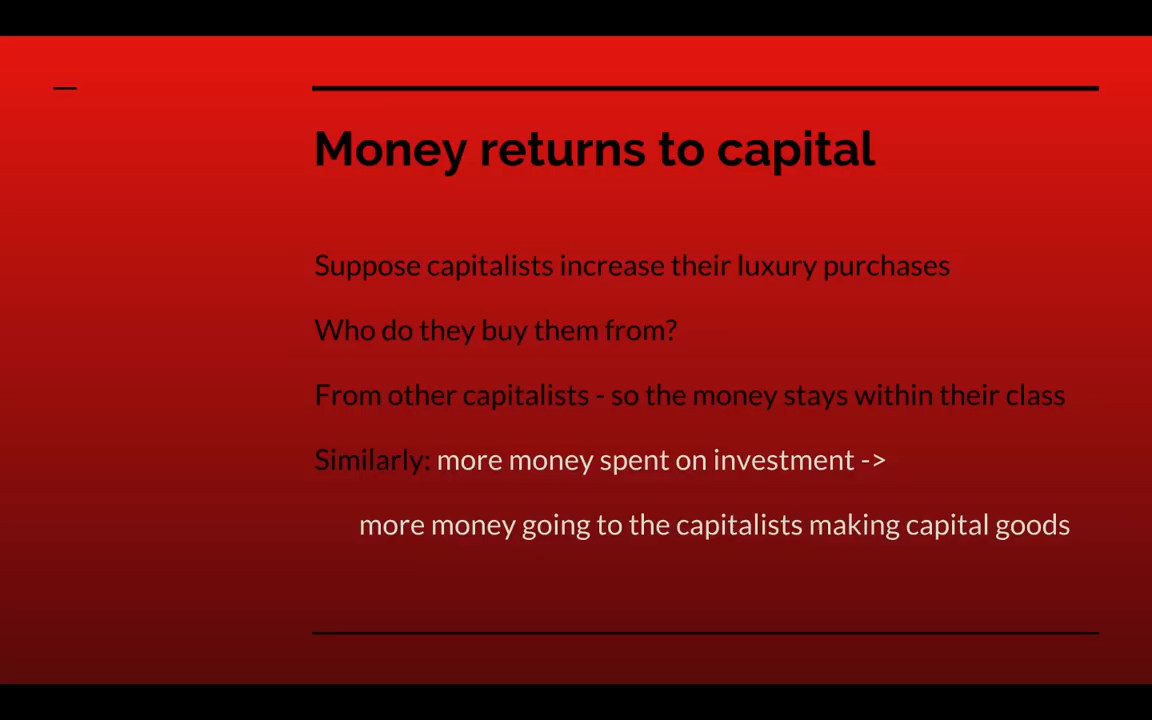 Money returns to capital
Suppose capitalists increase their luxury purchases
Who do they buy them from?
From other capitalists - so the money stays within their class
Similarly: more money spent on investment ->
more money going to the capitalists making capital goods